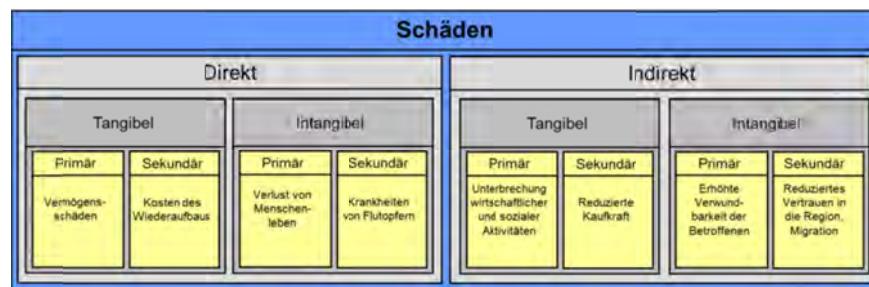 Schäden
Direkt
Indirekt
Tangibel
Intangibel
Tangibel
Intangibel
Primär
Sekundär
Primär
Sekundär
Primär
Sekundär
Primär
Sekundär
Vermögens-
schäden
Kosten des
Wiederaufbaus
Verlust von
Menschen-
leben
Krankheiten
von Flutopfern
Unterbrechung
wirtschaftlicher
und sozialer
Aktivitäten
Reduzierte
Kaufkraft
Erhöhte
Verwund-
barkeit der
Betroffenen
Reduziertes
Vertrauen in
die Region,
Migration